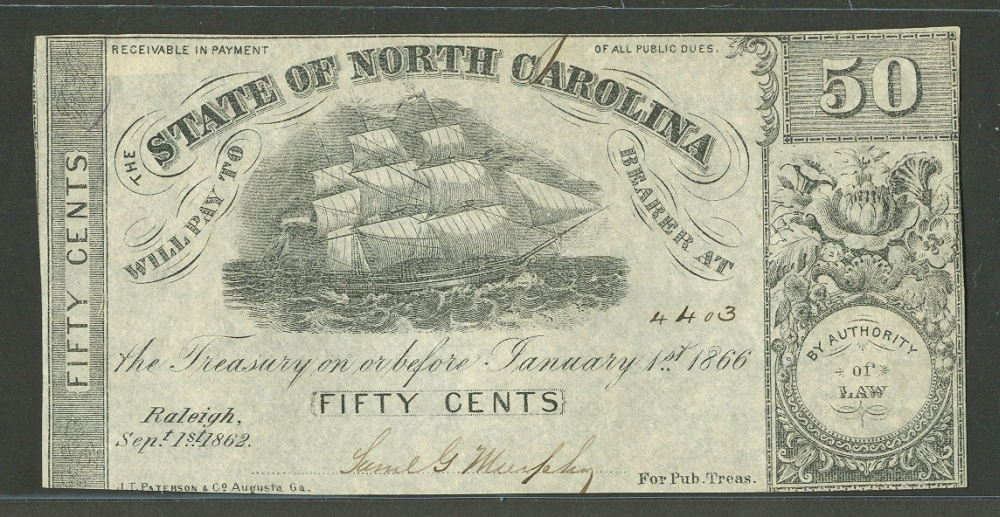 FIFTY CENTS
RECEIVABLE IN PAYMENT OF ALL PUBLIC DUES.
THE STATE OF NORTH CAROLINA
WILL PAY TO BEARER AT
50
4403
the Treasury on or before January 1st 1866
FIFTY CENTS
Raleigh,
Sept. 1st 1862.
Saml G Murphy
For Pub. Treas.
J.T. PATERSON & Co Augusta Ga.
BY AUTHORITY
of
LAW